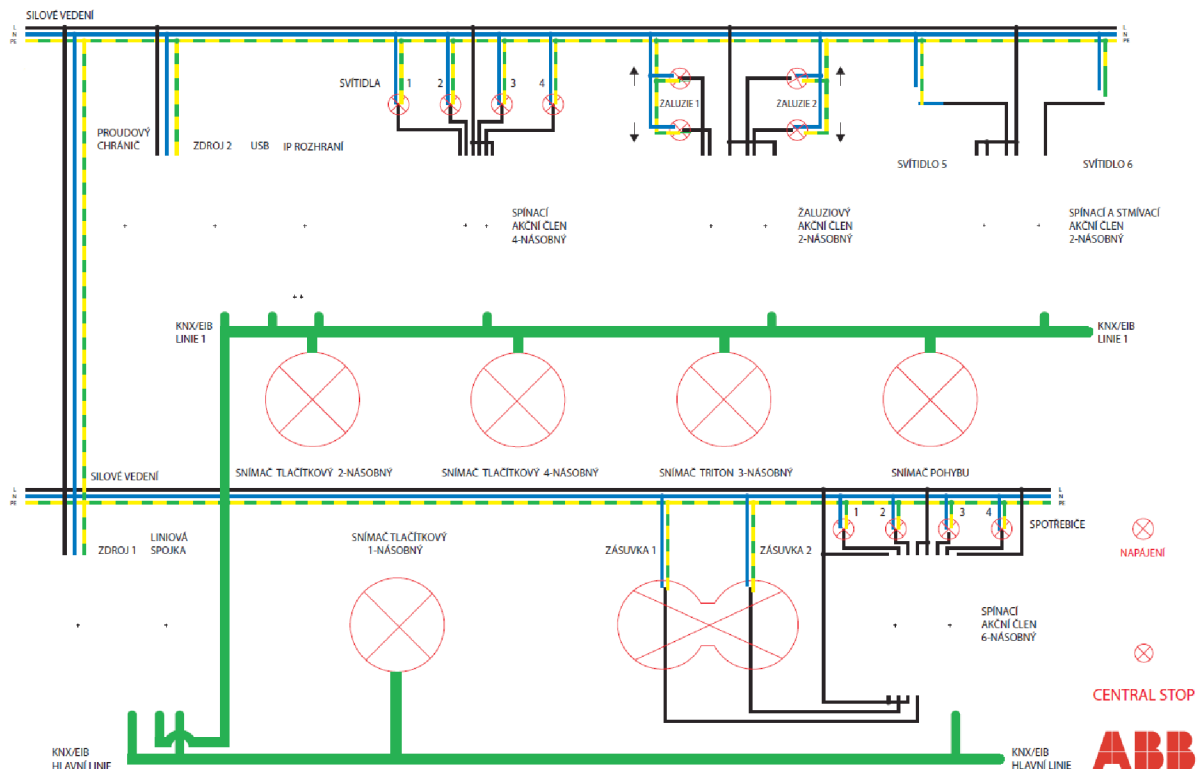 SILOVÉ VEDENÍ
L
N
PE
L
N
PE
SVÍTIDLA
1
2
3
4
ŽALUZIE 1
ŽALUZIE 2
PROUDOVÝ
CHRÁNIČ
ZDROJ 2
USB
IP ROZHRANÍ
SVÍTIDLO 5
SVÍTIDLO 6
SPÍNACÍ
AKČNÍ ČLEN
4-NÁSOBNÝ
ŽALUZIOVÝ
AKČNÍ ČLEN
2-NÁSOBNÝ
SPÍNACÍ A STMÍVACÍ
AKČNÍ ČLEN
2-NÁSOBNÝ
KNX/EIB
LINIE 1
KNX/EIB
LINIE 1
SNÍMAČ TLAČÍTKOVÝ 2-NÁSOBNÝ
SNÍMAČ TLAČÍTKOVÝ 4-NÁSOBNÝ
SNÍMAČ TRITON 3-NÁSOBNÝ
SNÍMAČ POHYBU
SILOVÉ VEDENÍ
L
N
PE
L
N
PE
1
2
3
4
SPOTŘEBIČE
ZDROJ 1
LINIOVÁ
SPOJKA
SNÍMAČ TLAČÍTKOVÝ
1-NÁSOBNÝ
ZÁSUVKA 1
ZÁSUVKA 2
NAPÁJENÍ
SPÍNACÍ
AKČNÍ ČLEN
6-NÁSOBNÝ
CENTRAL STOP
KNX/EIB
HLAVNÍ LINIE
KNX/EIB
HLAVNÍ LINIE
ABB